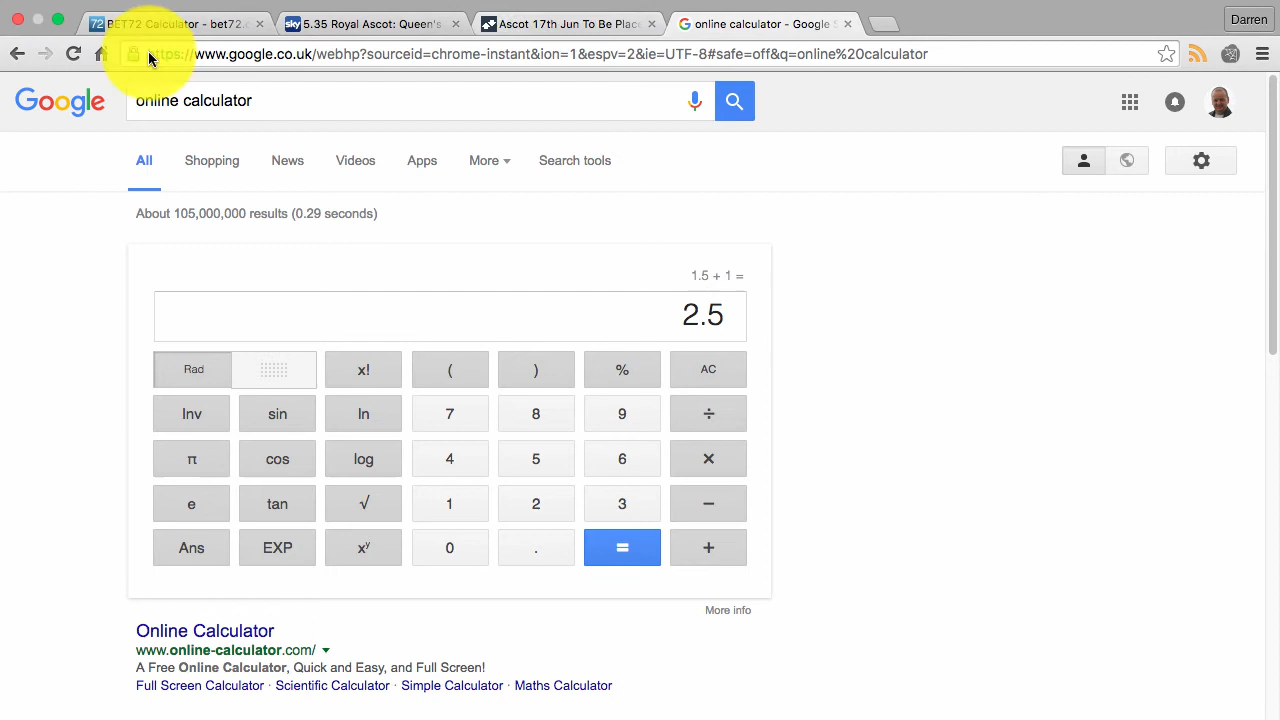 BET72 Calculator - bet72.c
5.35 Royal Ascot: Queen's
Ascot 17th Jun To Be Plac
online calculator - Google S
Darren
https://www.google.co.uk/webhp?sourceid=chrome-instant&ion=1&espv=2&ie=UTF-8#safe=off&q=online%20calculator
Google
online calculator
All Shopping News Videos Apps More Search tools
About 105,000,000 results (0.29 seconds)
1.5 + 1 =
2.5
Rad x! ( ) % AC
Inv sin ln 7 8 9 ÷
π cos log 4 5 6 ×
e tan √ 1 2 3 −
Ans EXP xʸ 0 . = +
More info
Online Calculator
www.online-calculator.com/
A Free Online Calculator, Quick and Easy, and Full Screen!
Full Screen Calculator · Scientific Calculator · Simple Calculator · Maths Calculator